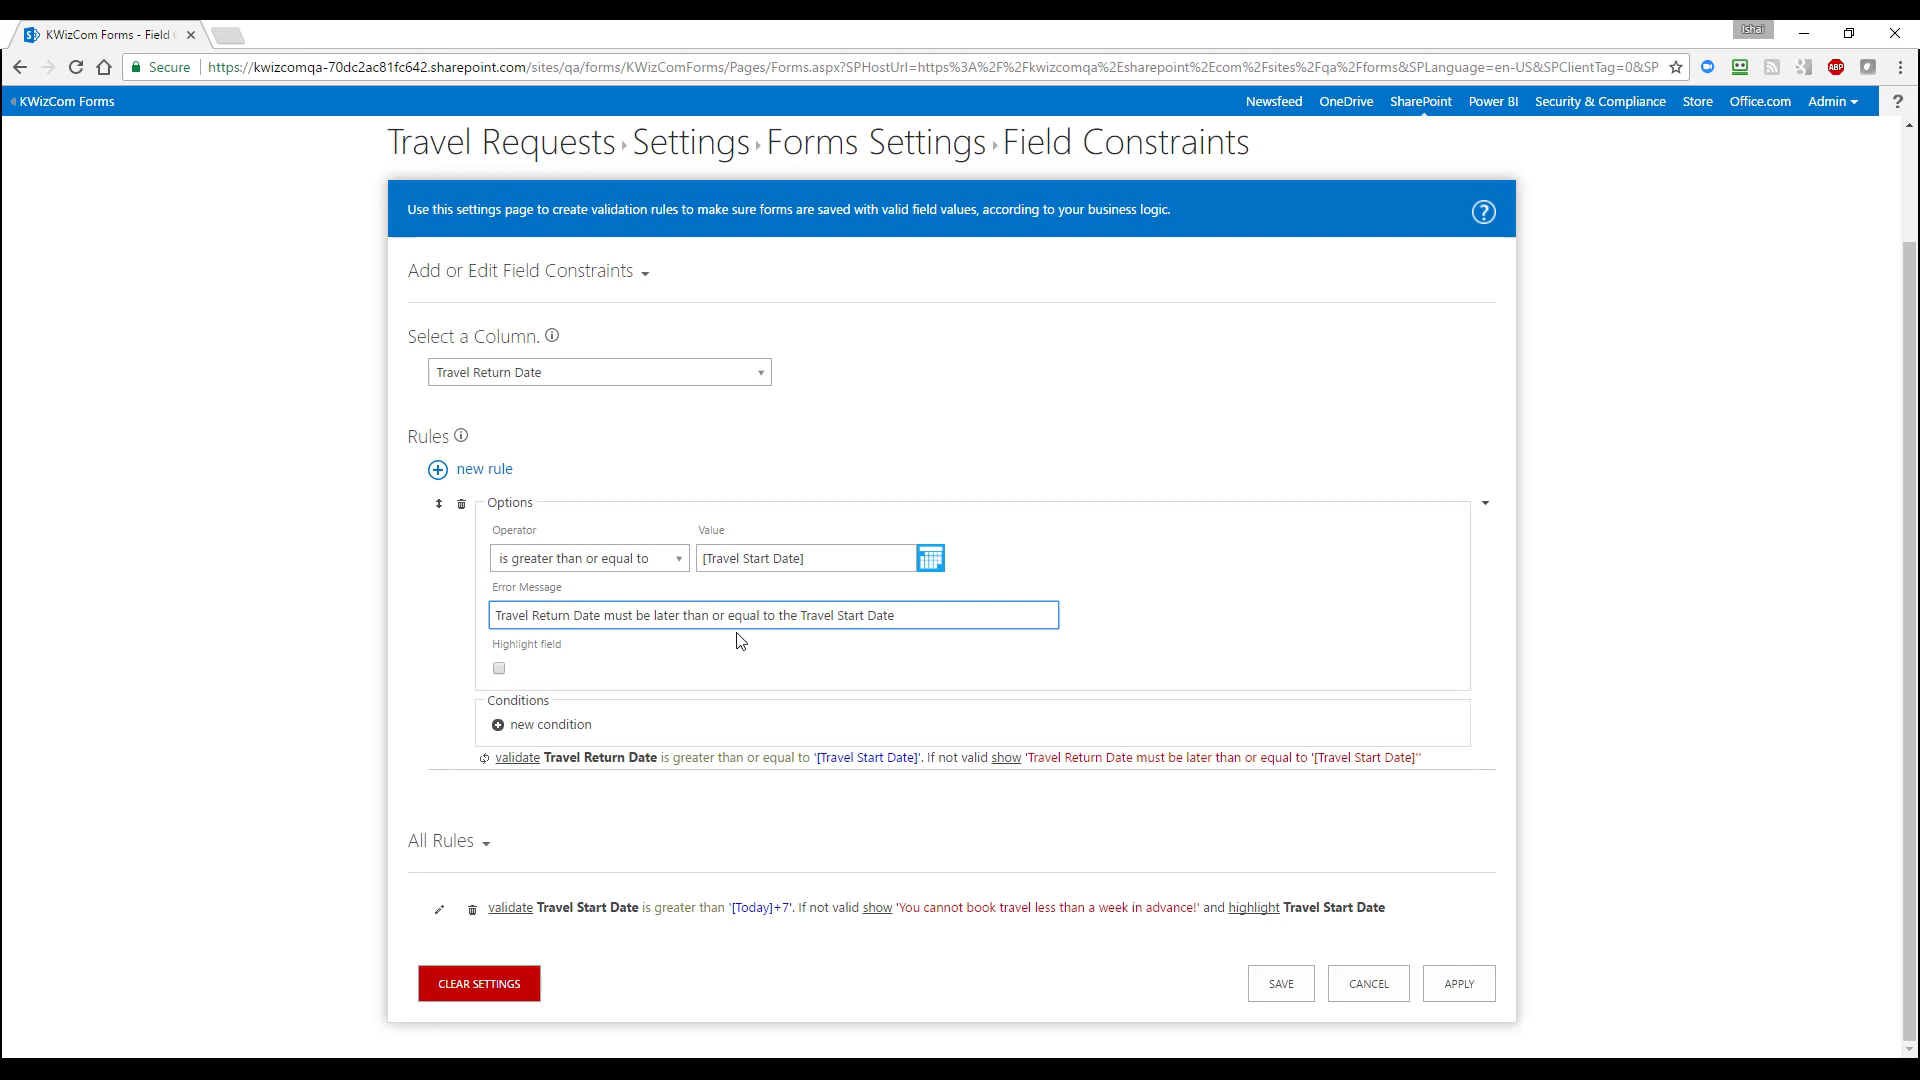 KWizCom Forms - Field
Ishai
Secure https://kwizcomqa-70dc2ac81fc642.sharepoint.com/sites/qa/forms/KWizComForms/Pages/Forms.aspx?SPHostUrl=https%3A%2F%2Fkwizcomqa%2Esharepoint%2Ecom%2Fsites%2Fqa%2Fforms&SPLanguage=en-US&SPClientTag=0&SP
ABP
KWizCom Forms Newsfeed OneDrive SharePoint Power BI Security & Compliance Store Office.com Admin ?
Travel Requests Settings Forms Settings Field Constraints
Use this settings page to create validation rules to make sure forms are saved with valid field values, according to your business logic. ?
Add or Edit Field Constraints
Select a Column.
Travel Return Date
Rules
new rule
Options
Operator Value
is greater than or equal to [Travel Start Date]
Error Message
Travel Return Date must be later than or equal to the Travel Start Date
Highlight field
Conditions
new condition
validate Travel Return Date is greater than or equal to '[Travel Start Date]'. If not valid show 'Travel Return Date must be later than or equal to '[Travel Start Date]''
All Rules
validate Travel Start Date is greater than '[Today]+7'. If not valid show 'You cannot book travel less than a week in advance!' and highlight Travel Start Date
CLEAR SETTINGS SAVE CANCEL APPLY